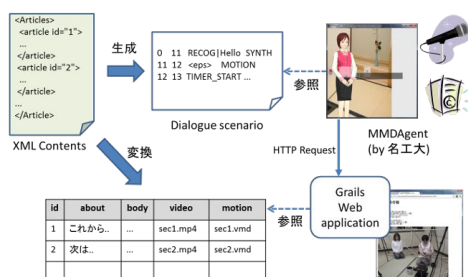 <Articles>
<article id="1">
...
</article>
<article id="2">
...
</article>
...
</Article>
XML Contents
生成
0 11 RECOG|Hello SYNTH
11 12 <eps> MOTION
12 13 TIMER_START ...
Dialogue scenario
参照
MMDAgent
(by 名工大)
変換
HTTP Request
Grails
Web
application
参照
id about body video motion
1 これから.. ... sec1.mp4 sec1.vmd
2 次は.. ... sec2.mp4 sec2.vmd